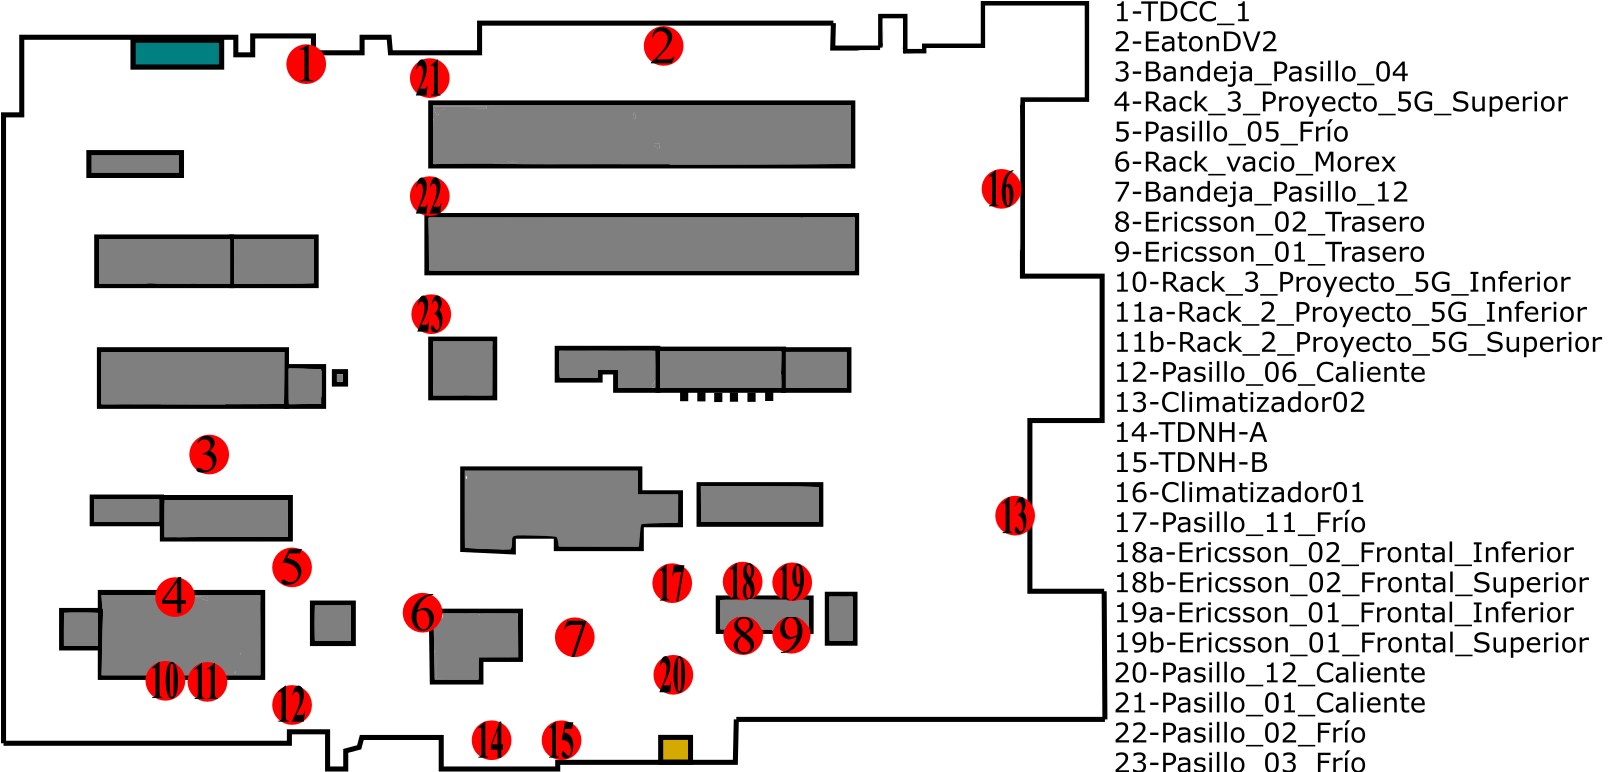 1
2
21
22
16
23
3
13
5
17
18
19
4
6
7
8
9
10
11
20
12
14
15
1-TDCC_1
2-EatonDV2
3-Bandeja_Pasillo_04
4-Rack_3_Proyecto_5G_Superior
5-Pasillo_05_Frío
6-Rack_vacio_Morex
7-Bandeja_Pasillo_12
8-Ericsson_02_Trasero
9-Ericsson_01_Trasero
10-Rack_3_Proyecto_5G_Inferior
11a-Rack_2_Proyecto_5G_Inferior
11b-Rack_2_Proyecto_5G_Superior
12-Pasillo_06_Caliente
13-Climatizador02
14-TDNH-A
15-TDNH-B
16-Climatizador01
17-Pasillo_11_Frío
18a-Ericsson_02_Frontal_Inferior
18b-Ericsson_02_Frontal_Superior
19a-Ericsson_01_Frontal_Inferior
19b-Ericsson_01_Frontal_Superior
20-Pasillo_12_Caliente
21-Pasillo_01_Caliente
22-Pasillo_02_Frío
23-Pasillo_03_Frío